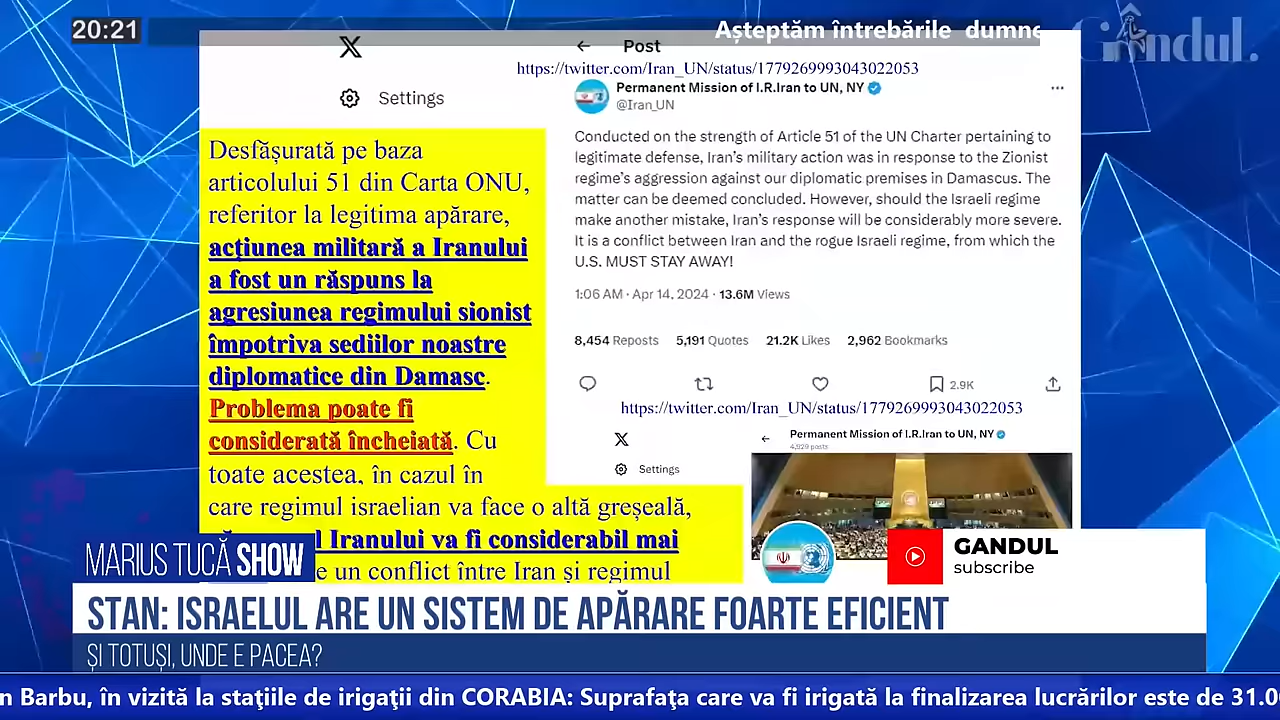 20:21
Așteptăm întrebările dumne
Gândul.
Post
https://twitter.com/Iran_UN/status/1779269993043022053
Settings
Permanent Mission of I.R.Iran to UN, NY
@Iran_UN
Conducted on the strength of Article 51 of the UN Charter pertaining to
legitimate defense, Iran's military action was in response to the Zionist
regime's aggression against our diplomatic premises in Damascus. The
matter can be deemed concluded. However, should the Israeli regime
make another mistake, Iran's response will be considerably more severe.
It is a conflict between Iran and the rogue Israeli regime, from which the
U.S. MUST STAY AWAY!
1:06 AM · Apr 14, 2024 · 13.6M Views
8,454 Reposts 5,191 Quotes 21.2K Likes 2,962 Bookmarks
2.9K
https://twitter.com/Iran_UN/status/1779269993043022053
Permanent Mission of I.R.Iran to UN, NY
4,929 posts
Settings
Desfășurată pe baza
articolului 51 din Carta ONU,
referitor la legitima apărare,
acțiunea militară a Iranului
a fost un răspuns la
agresiunea regimului sionist
împotriva sediilor noastre
diplomatice din Damasc.
Problema poate fi
considerată încheiată. Cu
toate acestea, în cazul în
care regimul israelian va face o altă greșeală,
Iranului va fi considerabil mai
e un conflict între Iran și regimul
GANDUL
subscribe
MARIUS TUCĂ SHOW
STAN: ISRAELUL ARE UN SISTEM DE APĂRARE FOARTE EFICIENT
ȘI TOTUȘI, UNDE E PACEA?
n Barbu, în vizită la staţiile de irigaţii din CORABIA: Suprafaţa care va fi irigată la finalizarea lucrărilor este de 31.0